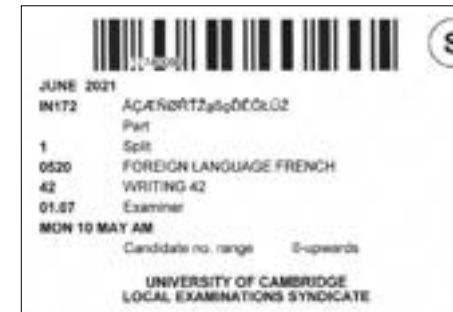 S
JUNE 2021
IN172
Part
1 Split
0520 FOREIGN LANGUAGE FRENCH
42 WRITING 42
01.07 Examiner
MON 10 MAY AM
Candidate no. range 0-upwards
UNIVERSITY OF CAMBRIDGE
LOCAL EXAMINATIONS SYNDICATE